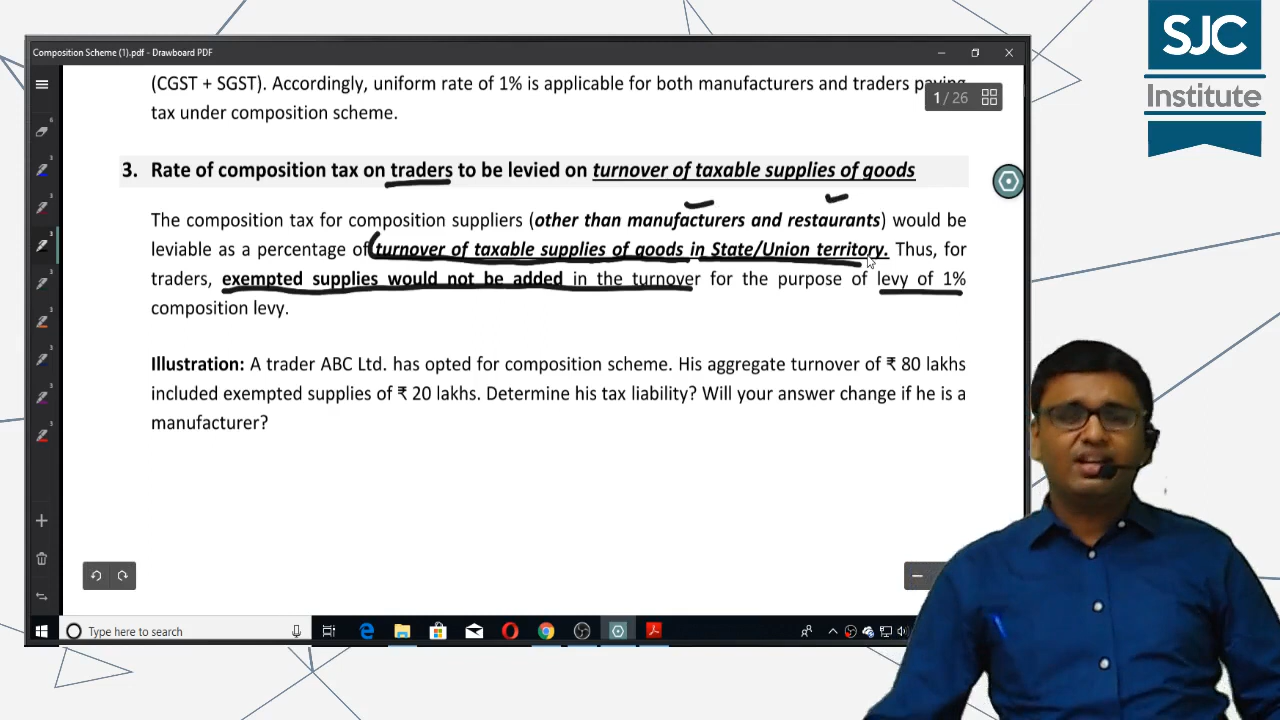 Composition Scheme (1).pdf - Drawboard PDF
SJC
Institute
(CGST + SGST). Accordingly, uniform rate of 1% is applicable for both manufacturers and traders paying
tax under composition scheme.
1 / 26
3. Rate of composition tax on traders to be levied on turnover of taxable supplies of goods
The composition tax for composition suppliers (other than manufacturers and restaurants) would be
leviable as a percentage of turnover of taxable supplies of goods in State/Union territory. Thus, for
traders, exempted supplies would not be added in the turnover for the purpose of levy of 1%
composition levy.
Illustration: A trader ABC Ltd. has opted for composition scheme. His aggregate turnover of ₹ 80 lakhs
included exempted supplies of ₹ 20 lakhs. Determine his tax liability? Will your answer change if he is a
manufacturer?
Type here to search